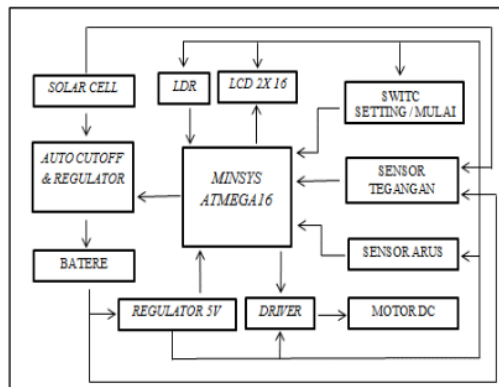 SOLAR CELL
LDR
LCD 2X 16
SWITC
SETTING / MULAI
AUTO CUTOFF
& REGULATOR
MINSYS
ATMEGA16
SENSOR
TEGANGAN
BATERE
SENSOR ARUS
REGULATOR 5V
DRIVER
MOTOR DC